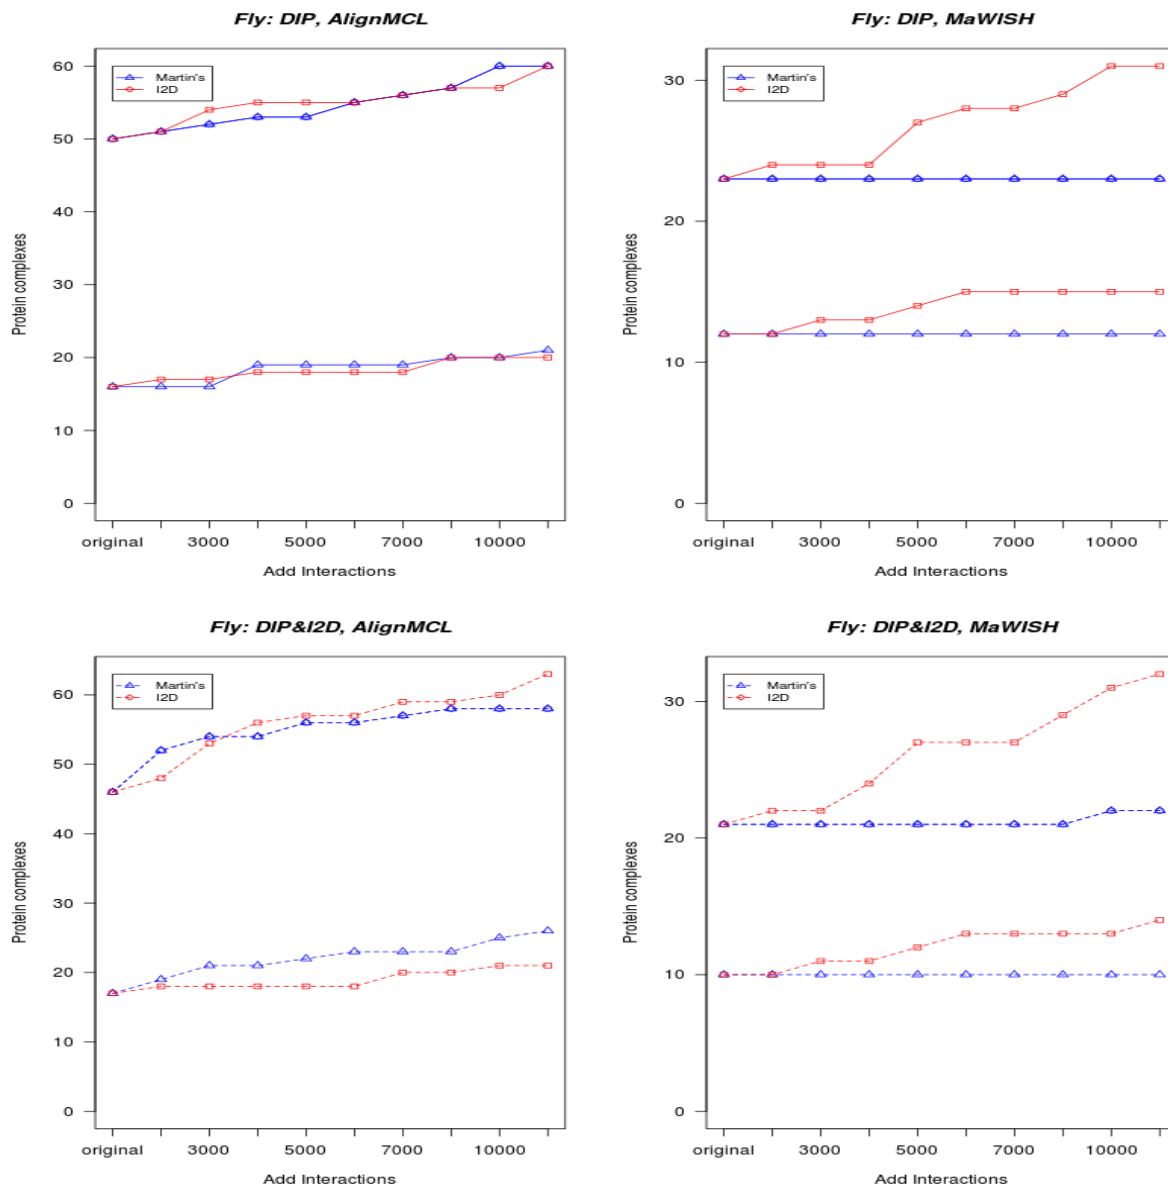 Fly: DIP, AlignMCL
Martin's
I2D
60
50
40
30
20
10
0
Protein complexes
original 3000 5000 7000 10000
Add Interactions
Fly: DIP, MaWISH
Martin's
I2D
30
20
10
0
Protein complexes
original 3000 5000 7000 10000
Add Interactions
Fly: DIP&I2D, AlignMCL
Martin's
I2D
60
50
40
30
20
10
0
Protein complexes
original 3000 5000 7000 10000
Add Interactions
Fly: DIP&I2D, MaWISH
Martin's
I2D
30
20
10
0
Protein complexes
original 3000 5000 7000 10000
Add Interactions